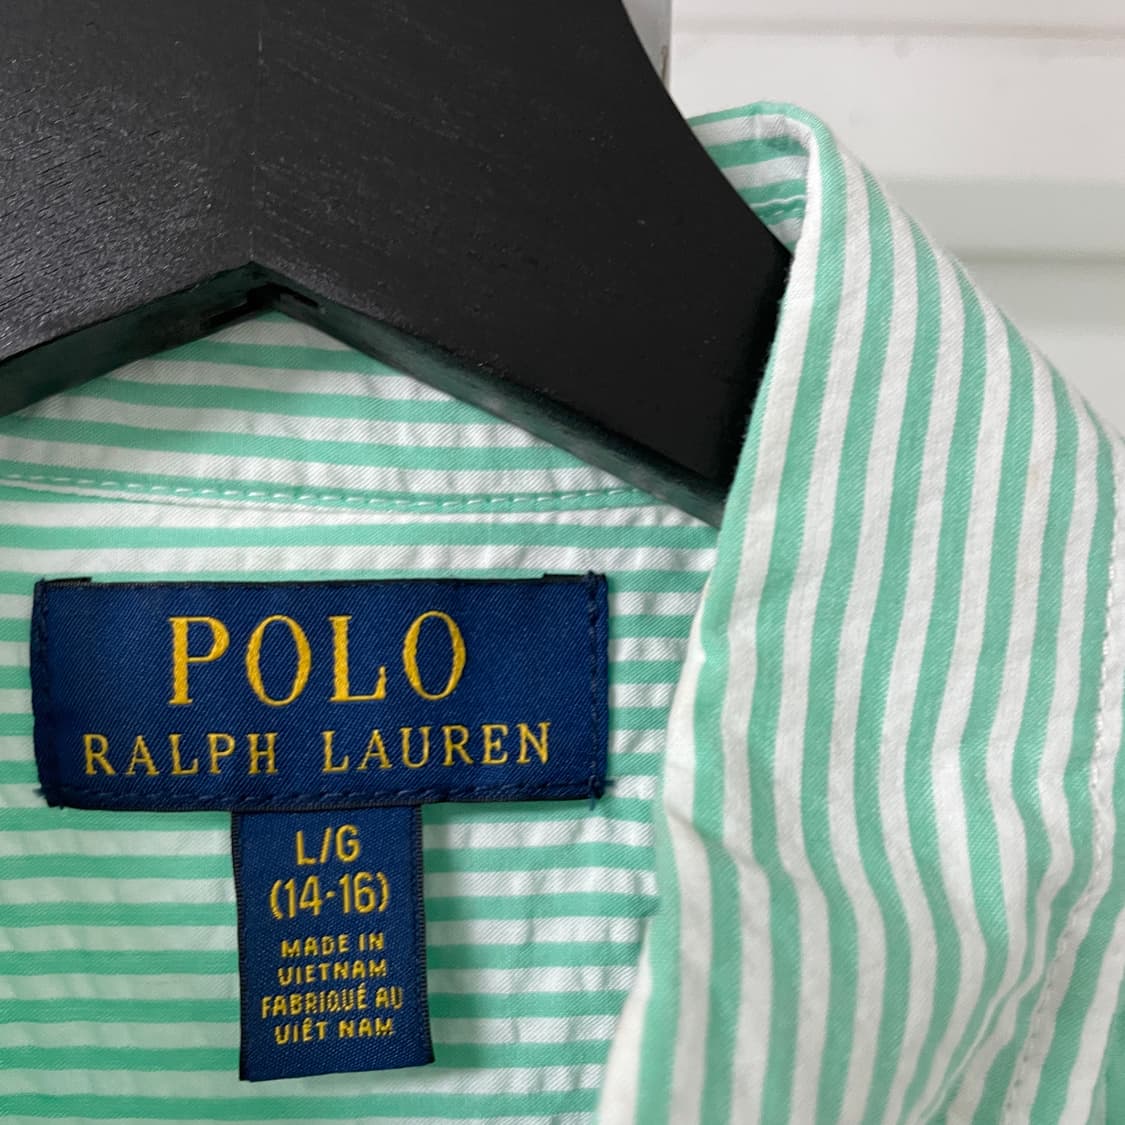 POLO
RALPH LAUREN
L/G
(14-16)
MADE IN
VIETNAM
FABRIQUÉ AU
VIÊT NAM